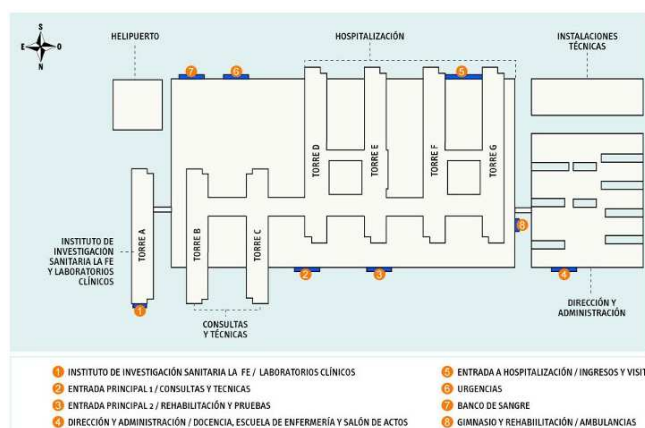 S
E O
N
HELIPUERTO
HOSPITALIZACIÓN
INSTALACIONES
TÉCNICAS
7
6
5
TORRE D
TORRE E
TORRE F
TORRE G
TORRE A
TORRE B
TORRE C
INSTITUTO DE
INVESTIGACIÓN
SANITARIA LA FE
Y LABORATORIOS
CLÍNICOS
8
2
3
4
1
CONSULTAS
Y TÉCNICAS
DIRECCIÓN Y
ADMINISTRACIÓN
1 INSTITUTO DE INVESTIGACIÓN SANITARIA LA FE / LABORATORIOS CLÍNICOS
2 ENTRADA PRINCIPAL 1 / CONSULTAS Y TECNICAS
3 ENTRADA PRINCIPAL 2 / REHABILITACIÓN Y PRUEBAS
4 DIRECCIÓN Y ADMINISTRACIÓN / DOCENCIA, ESCUELA DE ENFERMERÍA Y SALÓN DE ACTOS
5 ENTRADA A HOSPITALIZACIÓN / INGRESOS Y VISIT
6 URGENCIAS
7 BANCO DE SANGRE
8 GIMNASIO Y REHABIILITACIÓN / AMBULANCIAS